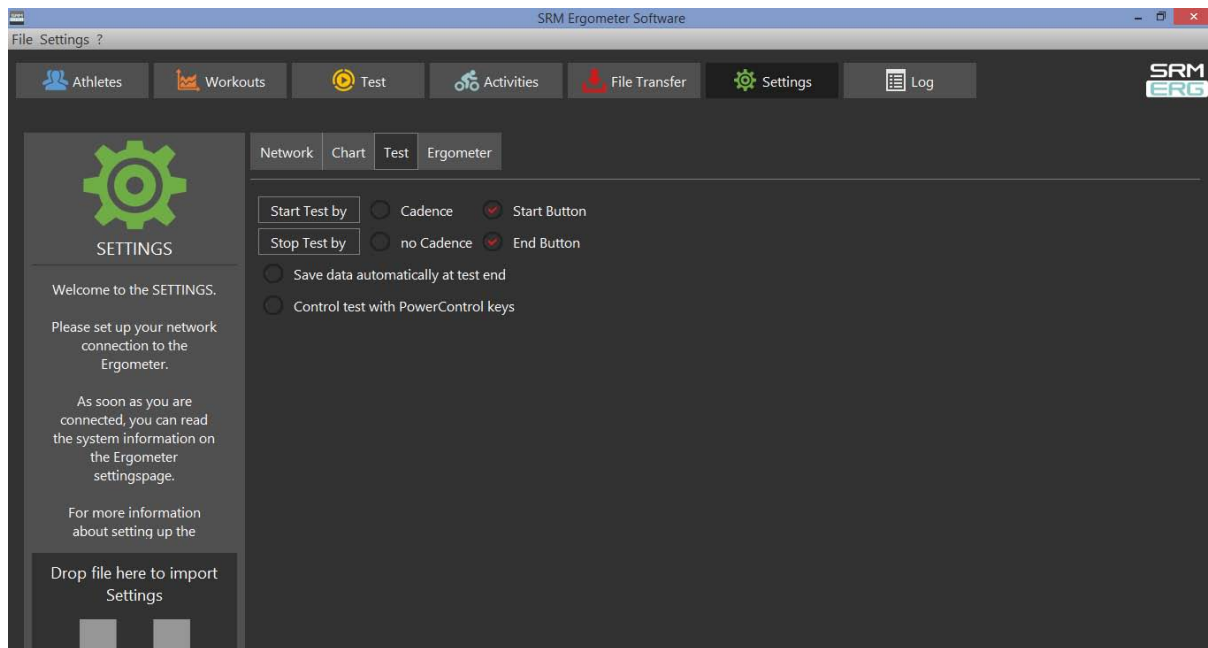 SRM Ergometer Software
File Settings ?
Athletes Workouts Test Activities File Transfer Settings Log
SRM
ERG
Network Chart Test Ergometer
Start Test by Cadence Start Button
Stop Test by no Cadence End Button
Save data automatically at test end
Control test with PowerControl keys
SETTINGS
Welcome to the SETTINGS.
Please set up your network
connection to the
Ergometer.
As soon as you are
connected, you can read
the system information on
the Ergometer
settingspage.
For more information
about setting up the
Drop file here to import
Settings